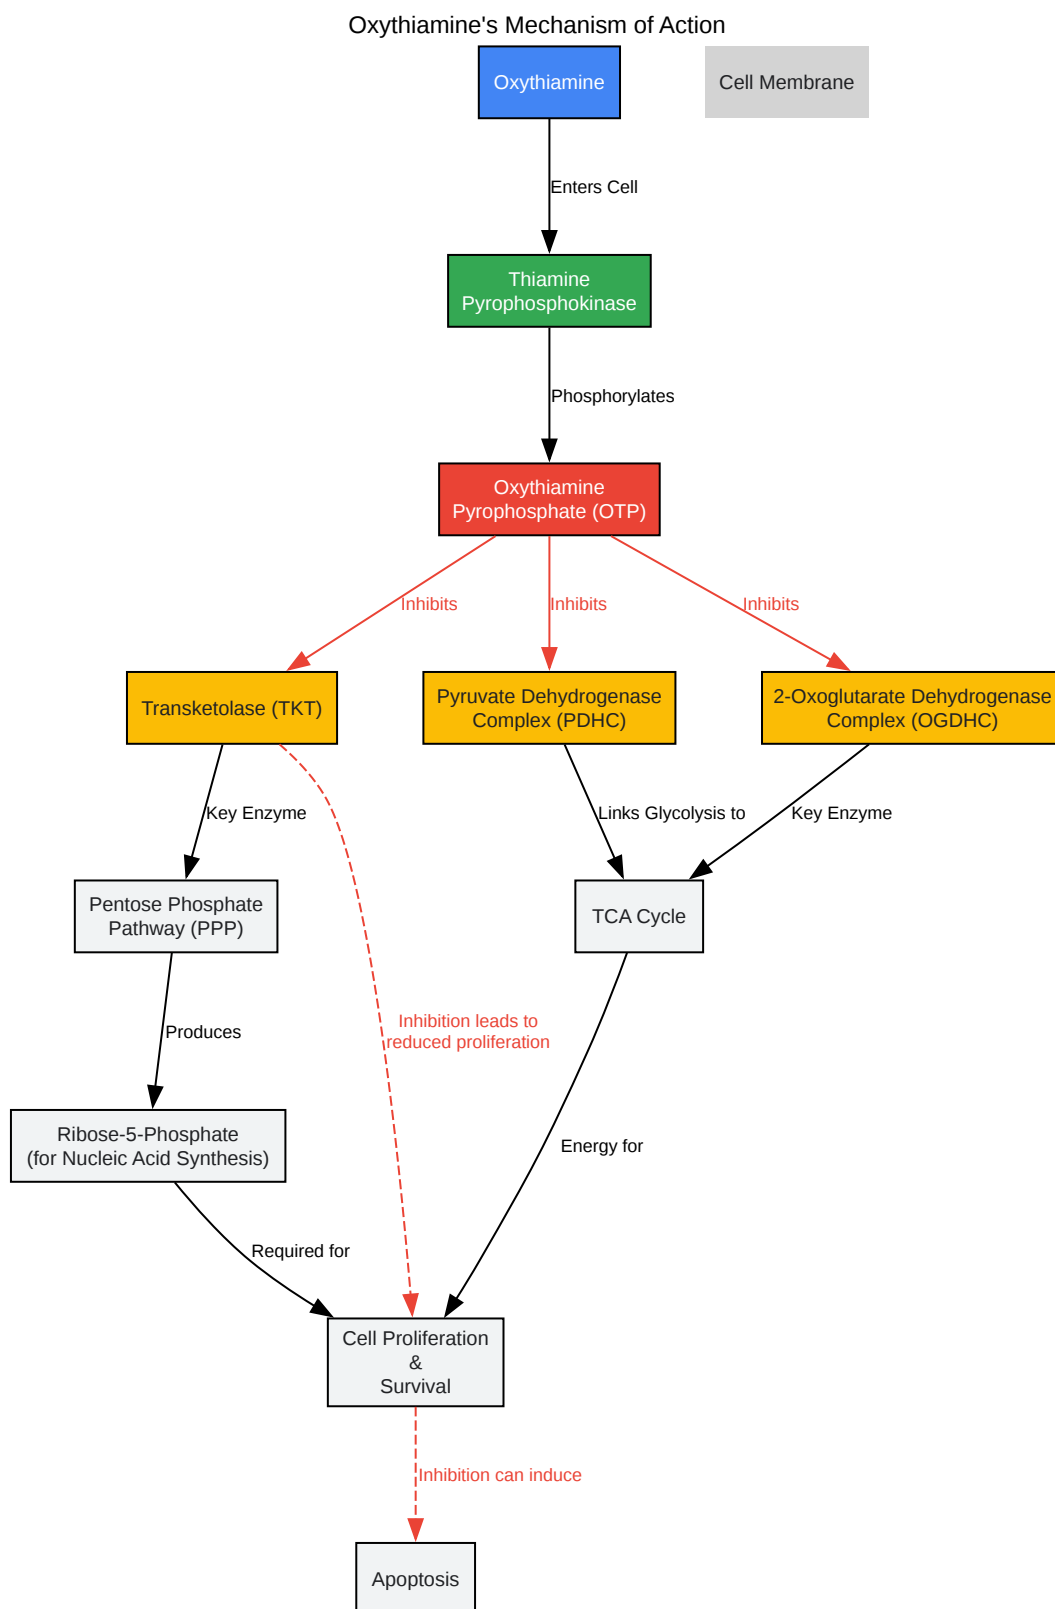 Oxythiamine's Mechanism of Action
Oxythiamine
Cell Membrane
Enters Cell
Thiamine
Pyrophosphokinase
Phosphorylates
Oxythiamine
Pyrophosphate (OTP)
Inhibits
Inhibits
Inhibits
Transketolase (TKT)
Pyruvate Dehydrogenase
Complex (PDHC)
2-Oxoglutarate Dehydrogenase
Complex (OGDHC)
Key Enzyme
Links Glycolysis to
Key Enzyme
Pentose Phosphate
Pathway (PPP)
TCA Cycle
Produces
Inhibition leads to
reduced proliferation
Ribose-5-Phosphate
(for Nucleic Acid Synthesis)
Energy for
Required for
Cell Proliferation
&
Survival
Inhibition can induce
Apoptosis